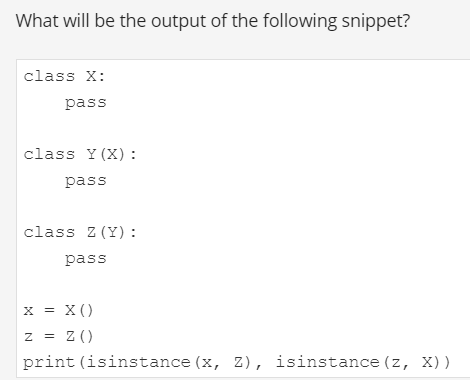 What will be the output of the following snippet?
class X:
    pass
class Y(X):
    pass
class Z(Y):
    pass
x = X()
z = Z()
print(isinstance(x, Z), isinstance(z, X))